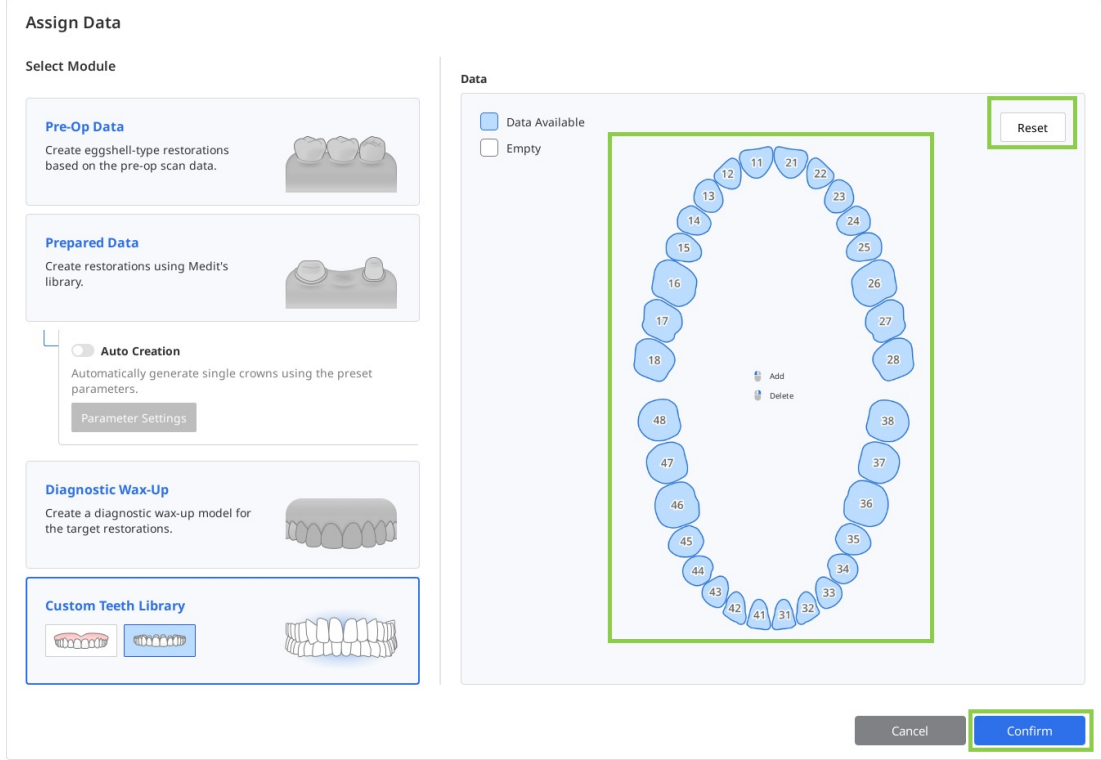 Assign Data
Select Module
Pre-Op Data
Create eggshell-type restorations
based on the pre-op scan data.
Prepared Data
Create restorations using Medit's
library.
Auto Creation
Automatically generate single crowns using the preset
parameters.
Parameter Settings
Diagnostic Wax-Up
Create a diagnostic wax-up model for
the target restorations.
Custom Teeth Library
Data
Data Available
Empty
Reset
11 21
12 22
13 23
14 24
15 25
16 26
17 27
18 28
Add
Delete
48 38
47 37
46 36
45 35
44 34
43 33
42 41 31 32
Cancel
Confirm